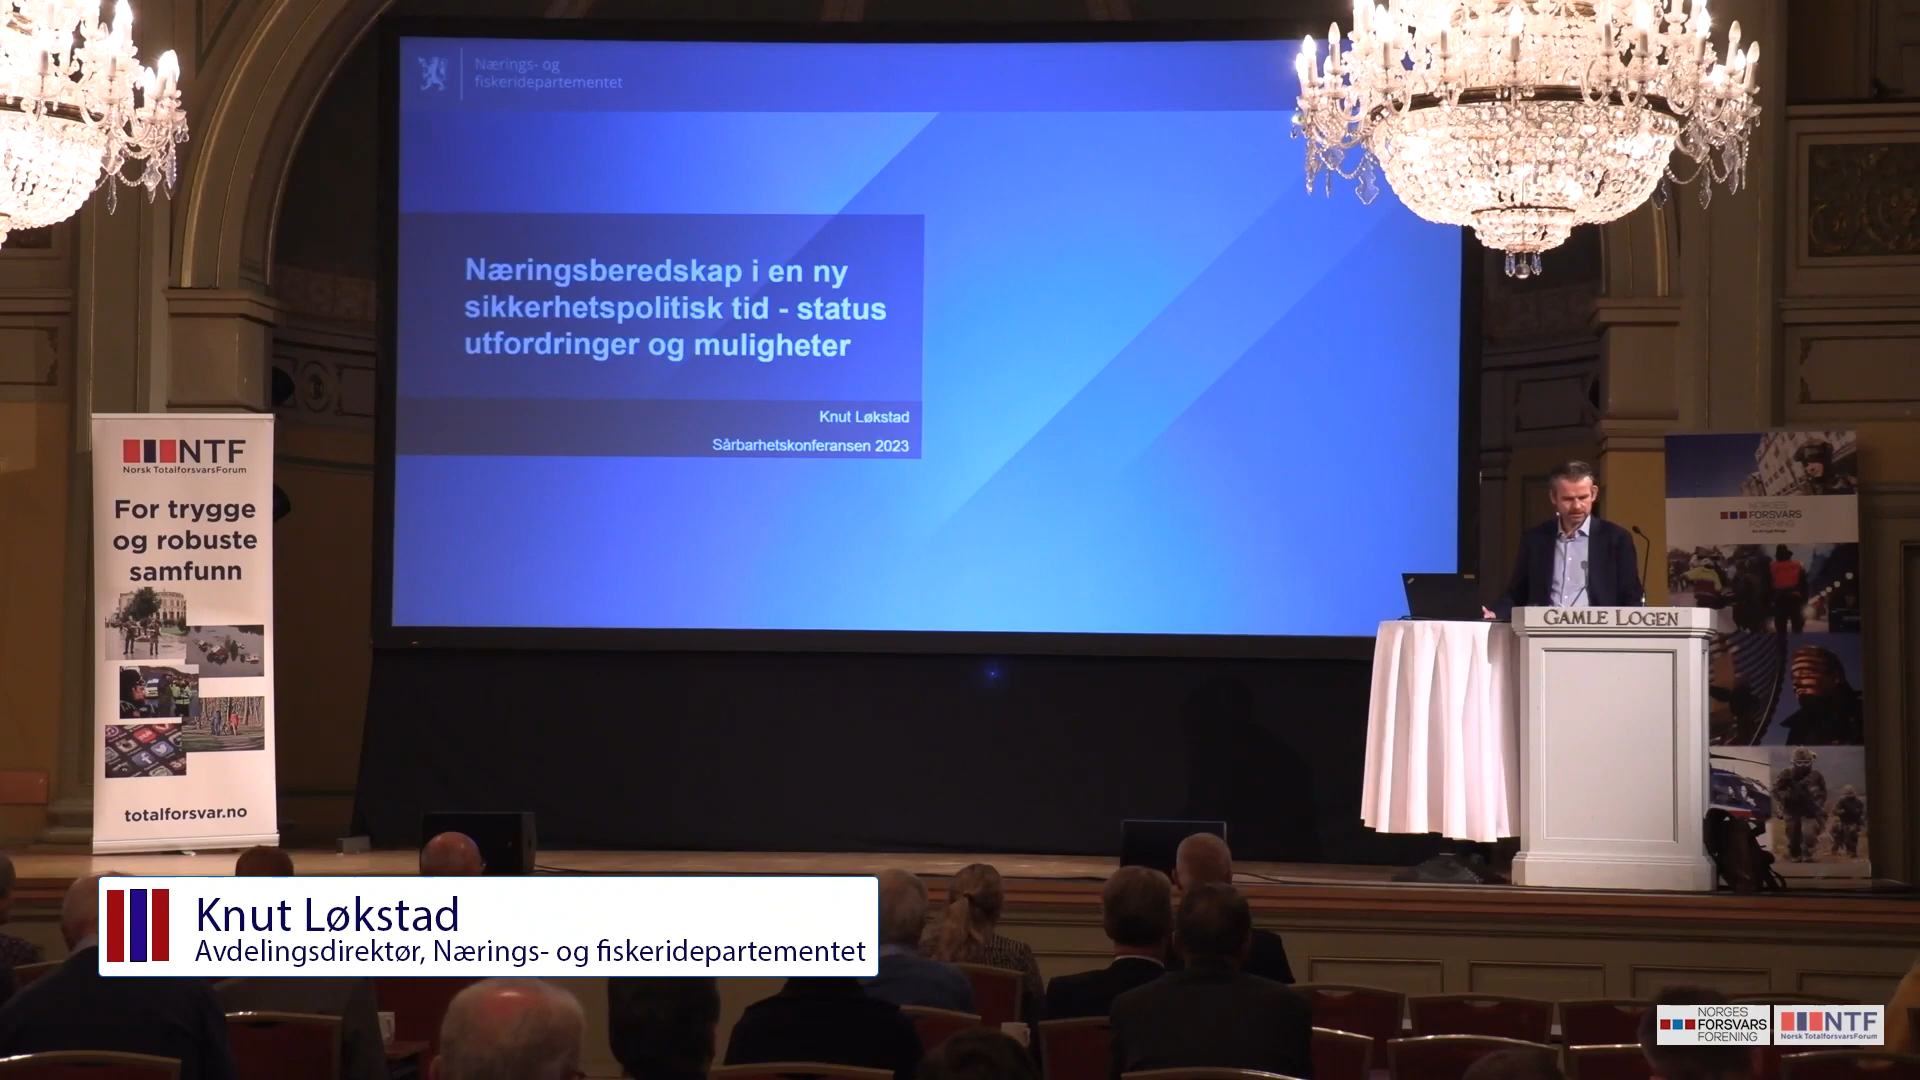 Nærings- og
fiskeridepartementet
Næringsberedskap i en ny
sikkerhetspolitisk tid - status
utfordringer og muligheter
Knut Løkstad
Sårbarhetskonferansen 2023
NTF
Norsk TotalforsvarsForum
For trygge
og robuste
samfunn
totalforsvar.no
NORGES
FORSVARS
FORENING
GAMLE LOGEN
Knut Løkstad
Avdelingsdirektør, Nærings- og fiskeridepartementet
NORGES
FORSVARS
FORENING
NTF
Norsk TotalforsvarsForum